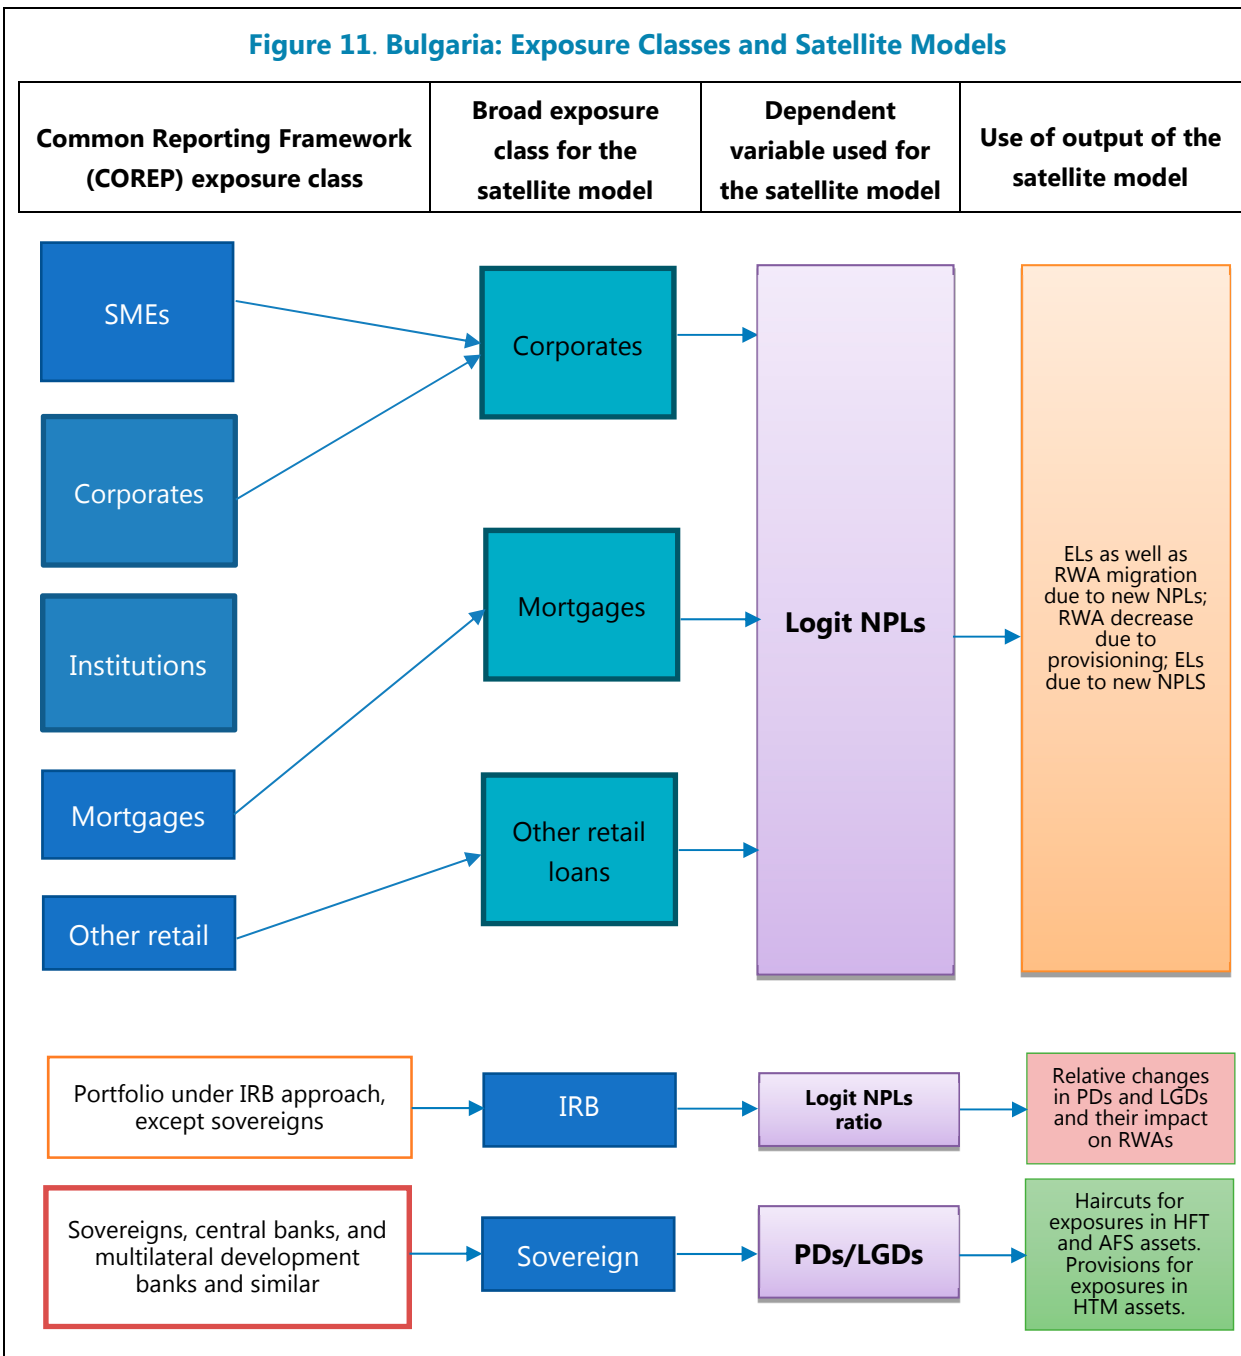 Figure 11. Bulgaria: Exposure Classes and Satellite Models
Common Reporting Framework
(COREP) exposure class
Broad exposure
class for the
satellite model
Dependent
variable used for
the satellite model
Use of output of the
satellite model
SMEs
Corporates
Institutions
Mortgages
Other retail
Corporates
Mortgages
Other retail
loans
Logit NPLs
ELs as well as
RWA migration
due to new NPLs;
RWA decrease
due to
provisioning; ELs
due to new NPLS
Portfolio under IRB approach,
except sovereigns
IRB
Logit NPLs
ratio
Relative changes
in PDs and LGDs
and their impact
on RWAs
Sovereigns, central banks, and
multilateral development
banks and similar
Sovereign
PDs/LGDs
Haircuts for
exposures in HFT
and AFS assets.
Provisions for
exposures in
HTM assets.